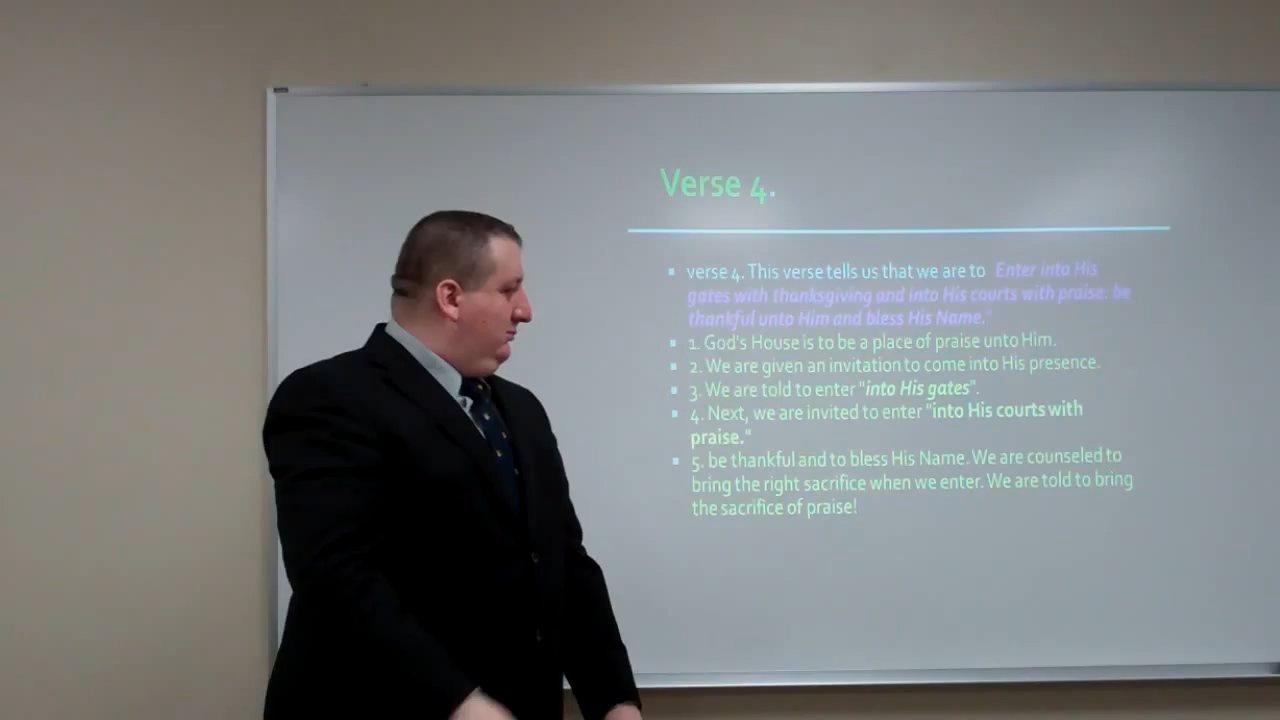 Verse 4.
verse 4. This verse tells us that we are to Enter into His
gates with thanksgiving and into His courts with praise: be
thankful unto Him and bless His Name."
1. God's House is to be a place of praise unto Him.
2. We are given an invitation to come into His presence.
3. We are told to enter "into His gates".
4. Next, we are invited to enter "into His courts with
praise."
5. be thankful and to bless His Name. We are counseled to
bring the right sacrifice when we enter. We are told to bring
the sacrifice of praise!